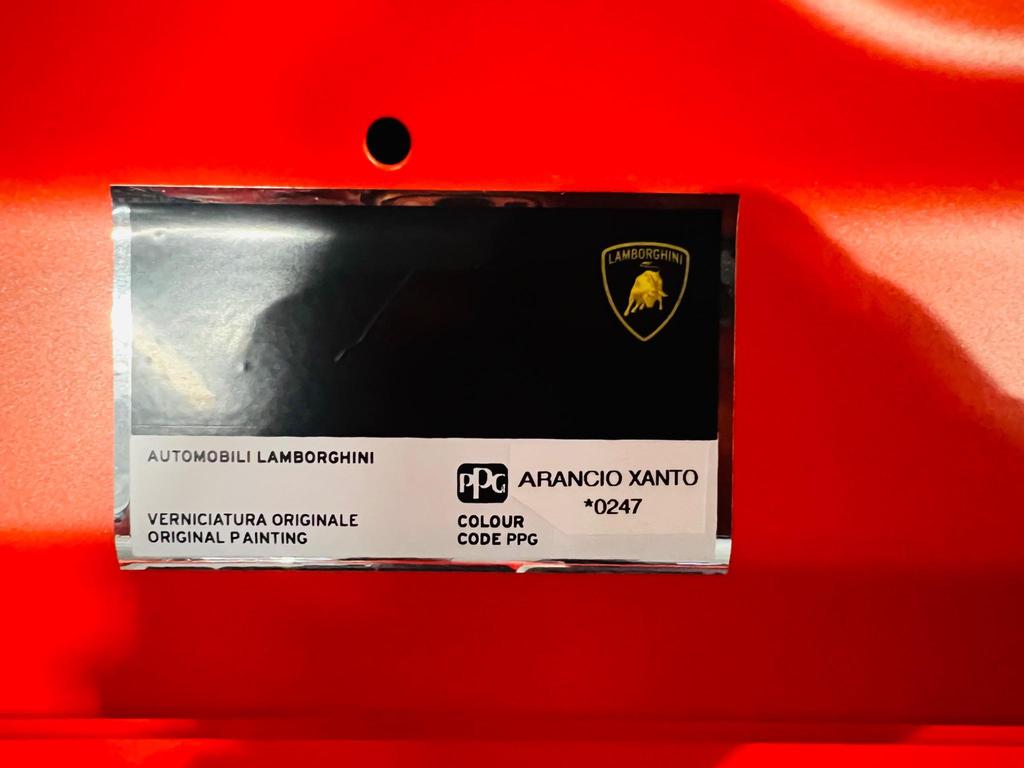 LAMBORGHINI
AUTOMOBILI LAMBORGHINI
PPG ARANCIO XANTO
*0247
VERNICIATURA ORIGINALE
ORIGINAL PAINTING
COLOUR
CODE PPG